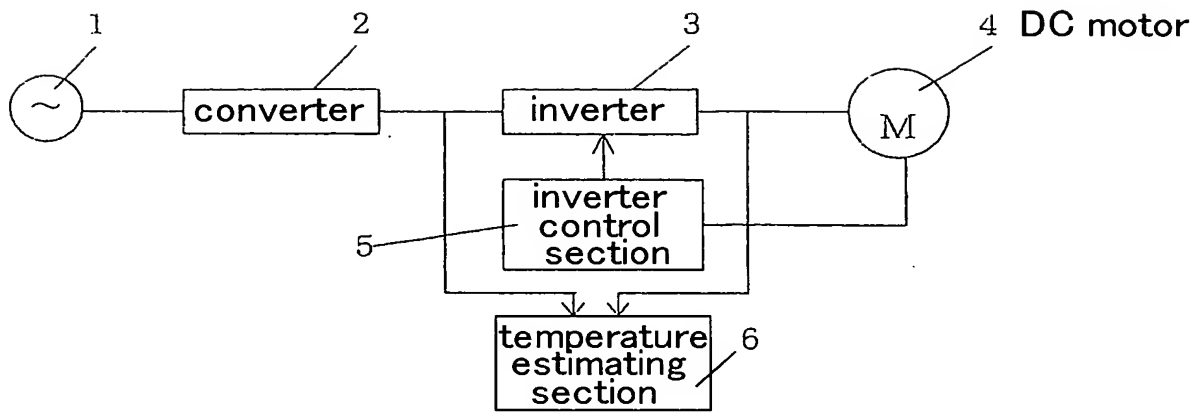 1
2
3
4 DC motor
~
converter
inverter
M
inverter
control
section
5
temperature
estimating
section
6